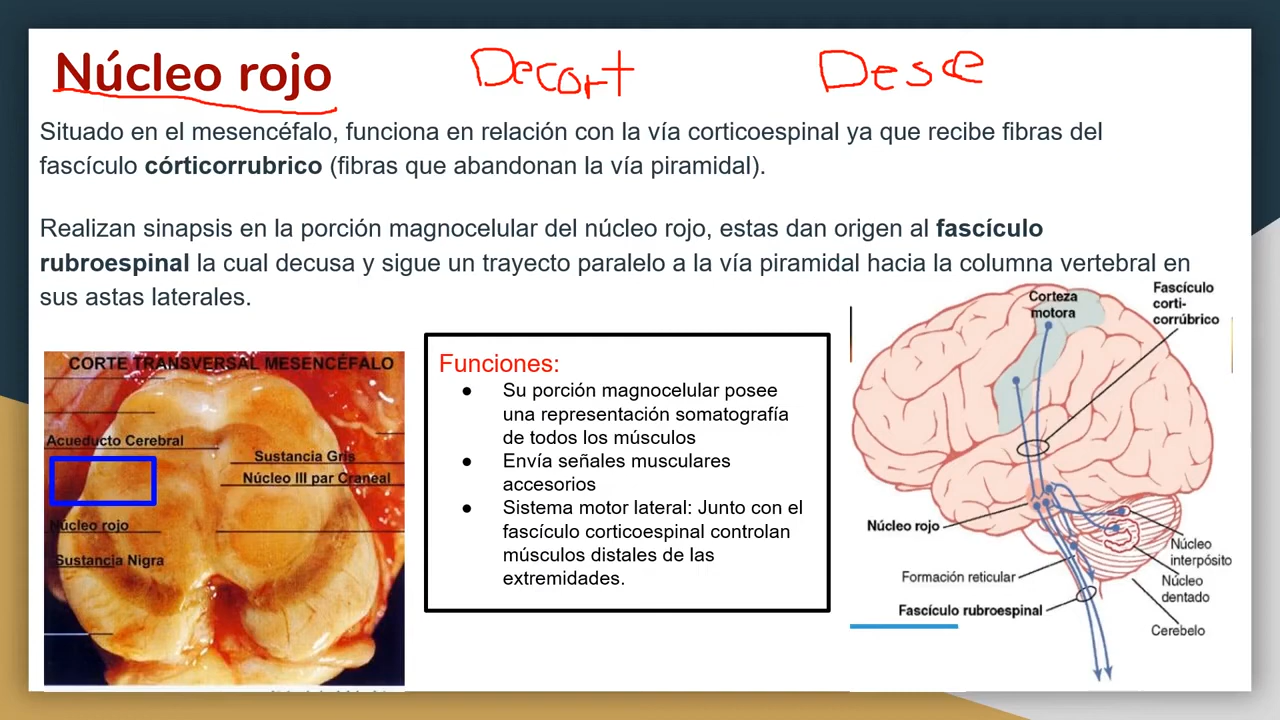 Núcleo rojo
Decort
Desce
Situado en el mesencéfalo, funciona en relación con la vía corticoespinal ya que recibe fibras del
fascículo córticorrubrico (fibras que abandonan la vía piramidal).
Realizan sinapsis en la porción magnocelular del núcleo rojo, estas dan origen al fascículo
rubroespinal la cual decusa y sigue un trayecto paralelo a la vía piramidal hacia la columna vertebral en
sus astas laterales.
CORTE TRANSVERSAL MESENCÉFALO
Acueducto Cerebral
Sustancia Gris
Núcleo III par Craneal
Núcleo rojo
Sustancia Nigra
Funciones:
● Su porción magnocelular posee
una representación somatografía
de todos los músculos
● Envía señales musculares
accesorios
● Sistema motor lateral: Junto con el
fascículo corticoespinal controlan
músculos distales de las
extremidades.
Corteza
motora
Fascículo
corti-
corrúbrico
Núcleo rojo
Formación reticular
Fascículo rubroespinal
Núcleo
interpósito
Núcleo
dentado
Cerebelo